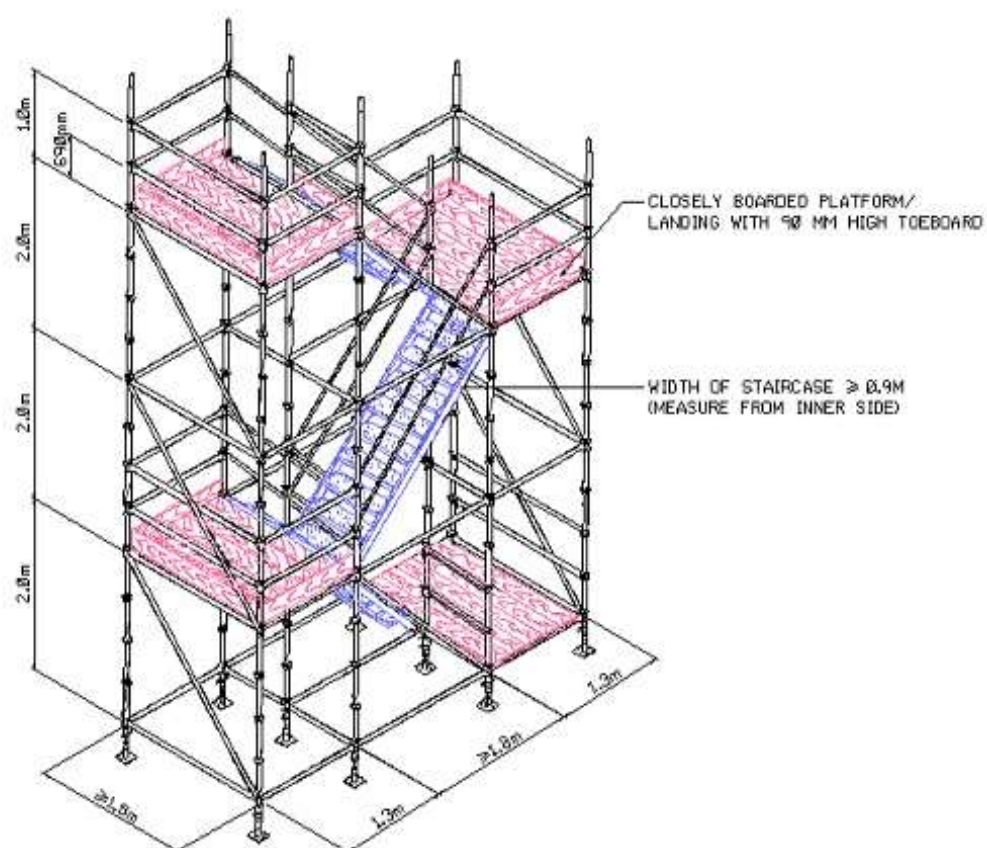 1.0m
690mm
2.0m
2.0m
2.0m
CLOSELY BOARDED PLATFORM/
LANDING WITH 90 MM HIGH TOEBOARD
WIDTH OF STAIRCASE ≥ 0.9M
(MEASURE FROM INNER SIDE)
≥1.8m
1.3m
≥1.8m
1.3m